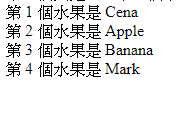 第 1 個水果是 Cena
第 2 個水果是 Apple
第 3 個水果是 Banana
第 4 個水果是 Mark